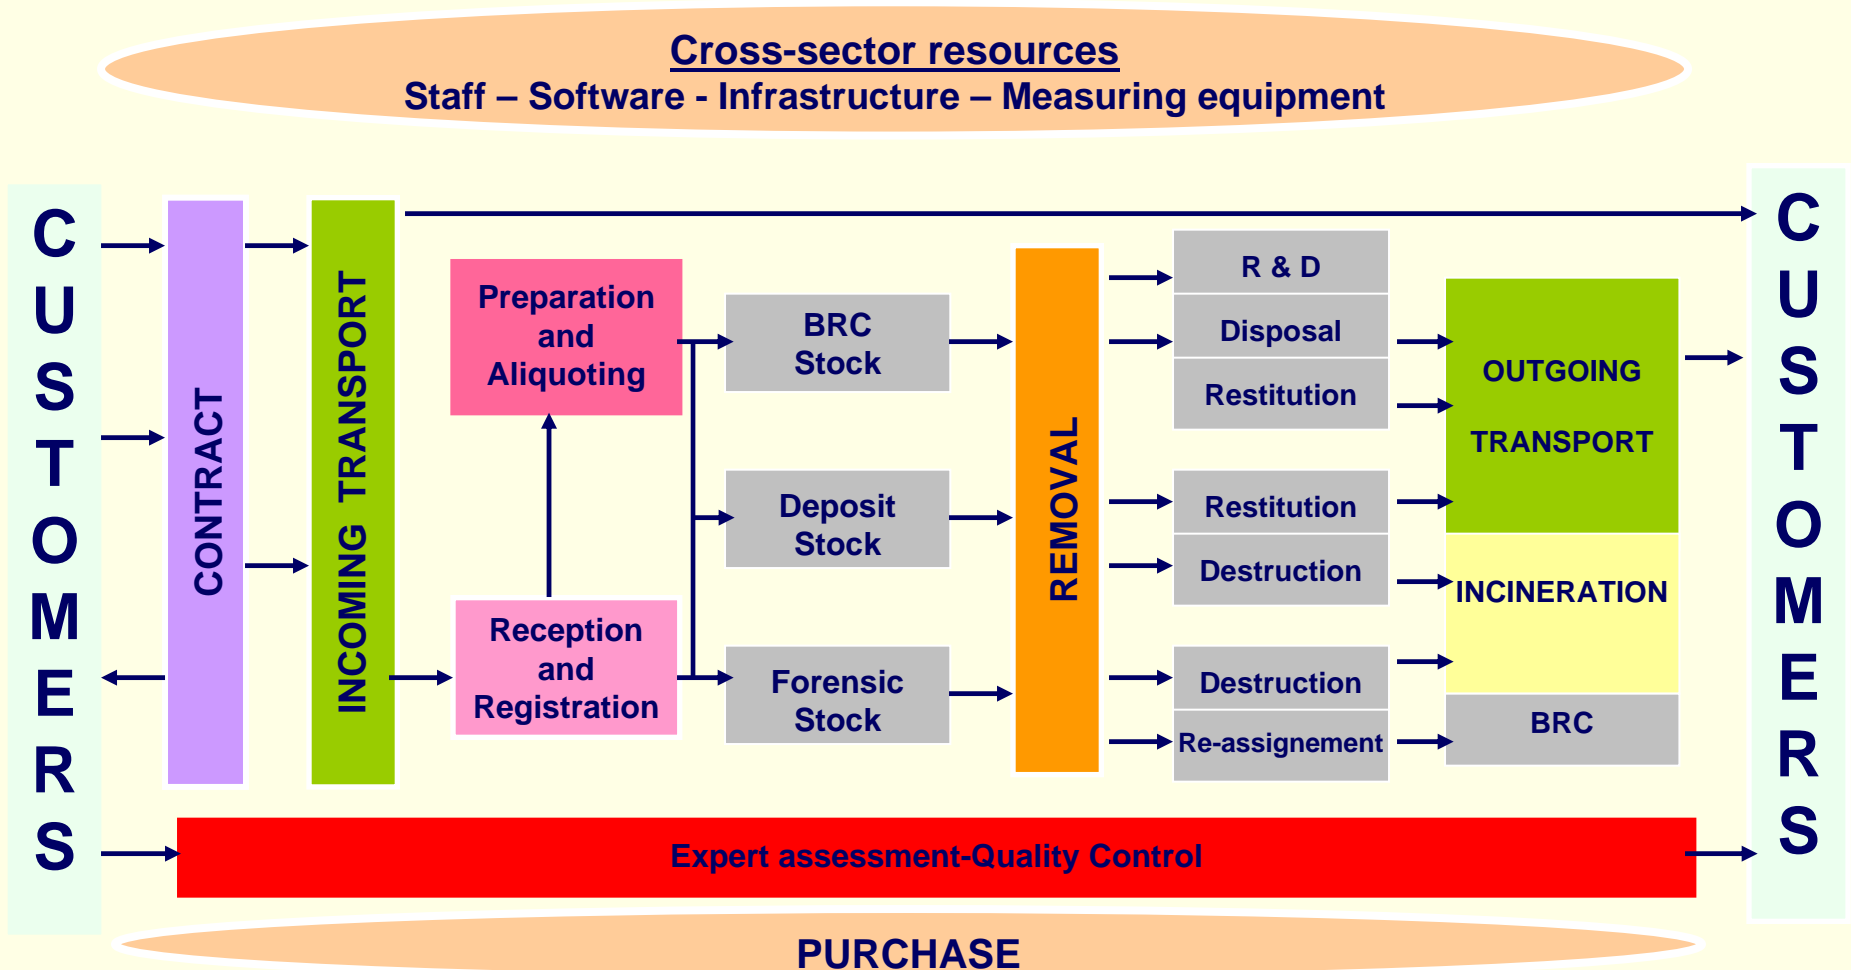 Cross-sector resources
Staff – Software - Infrastructure – Measuring equipment
CUSTOMERS
CONTRACT
INCOMING TRANSPORT
Preparation
and
Aliquoting
Reception
and
Registration
BRC
Stock
Deposit
Stock
Forensic
Stock
REMOVAL
R & D
Disposal
Restitution
Restitution
Destruction
Destruction
Re-assignement
OUTGOING
TRANSPORT
INCINERATION
BRC
CUSTOMERS
Expert assessment-Quality Control
PURCHASE